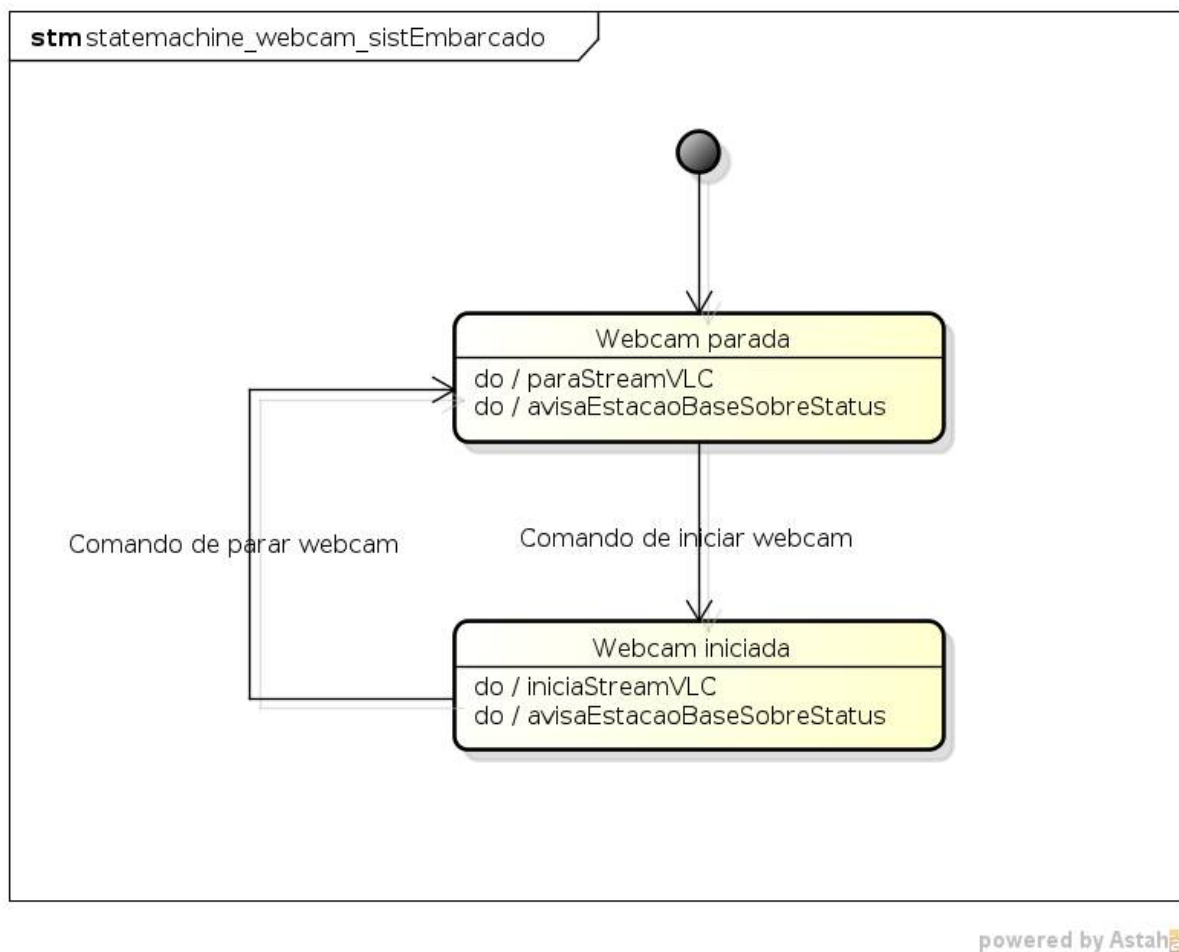 stm statemachine_webcam_sistEmbarcado
Webcam parada
do / paraStreamVLC
do / avisaEstacaoBaseSobreStatus
Comando de parar webcam
Comando de iniciar webcam
Webcam iniciada
do / iniciaStreamVLC
do / avisaEstacaoBaseSobreStatus
powered by Astah